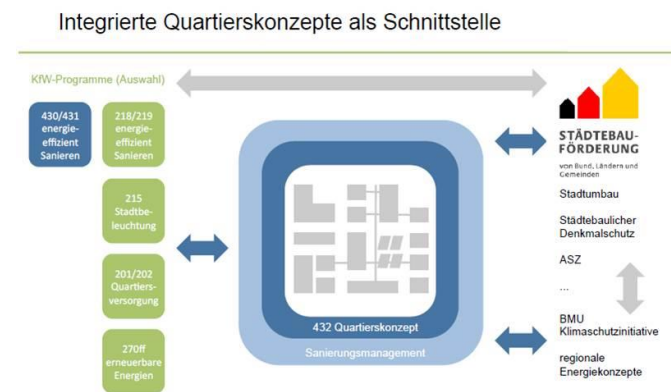 Integrierte Quartierskonzepte als Schnittstelle
KfW-Programme (Auswahl)
430/431
energie-
effizient
Sanieren
218/219
energie-
effizient
Sanieren
215
Stadtbe-
leuchtung
201/202
Quartiers-
versorgung
270ff
erneuerbare
Energien
432 Quartierskonzept
Sanierungsmanagement
STÄDTEBAU-
FÖRDERUNG
von Bund, Ländern und
Gemeinden
Stadtumbau
Städtebaulicher
Denkmalschutz
ASZ
...
BMU
Klimaschutzinitiative
regionale
Energiekonzepte